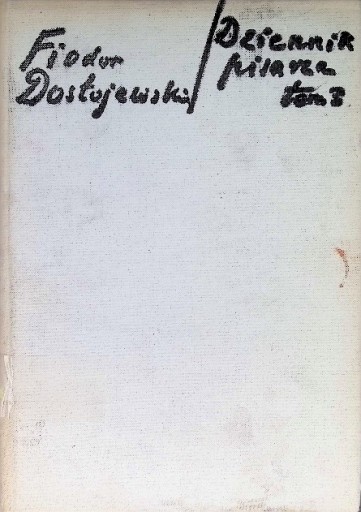 Fiodor
Dostojewski
Dziennik
pisarza
tom 3